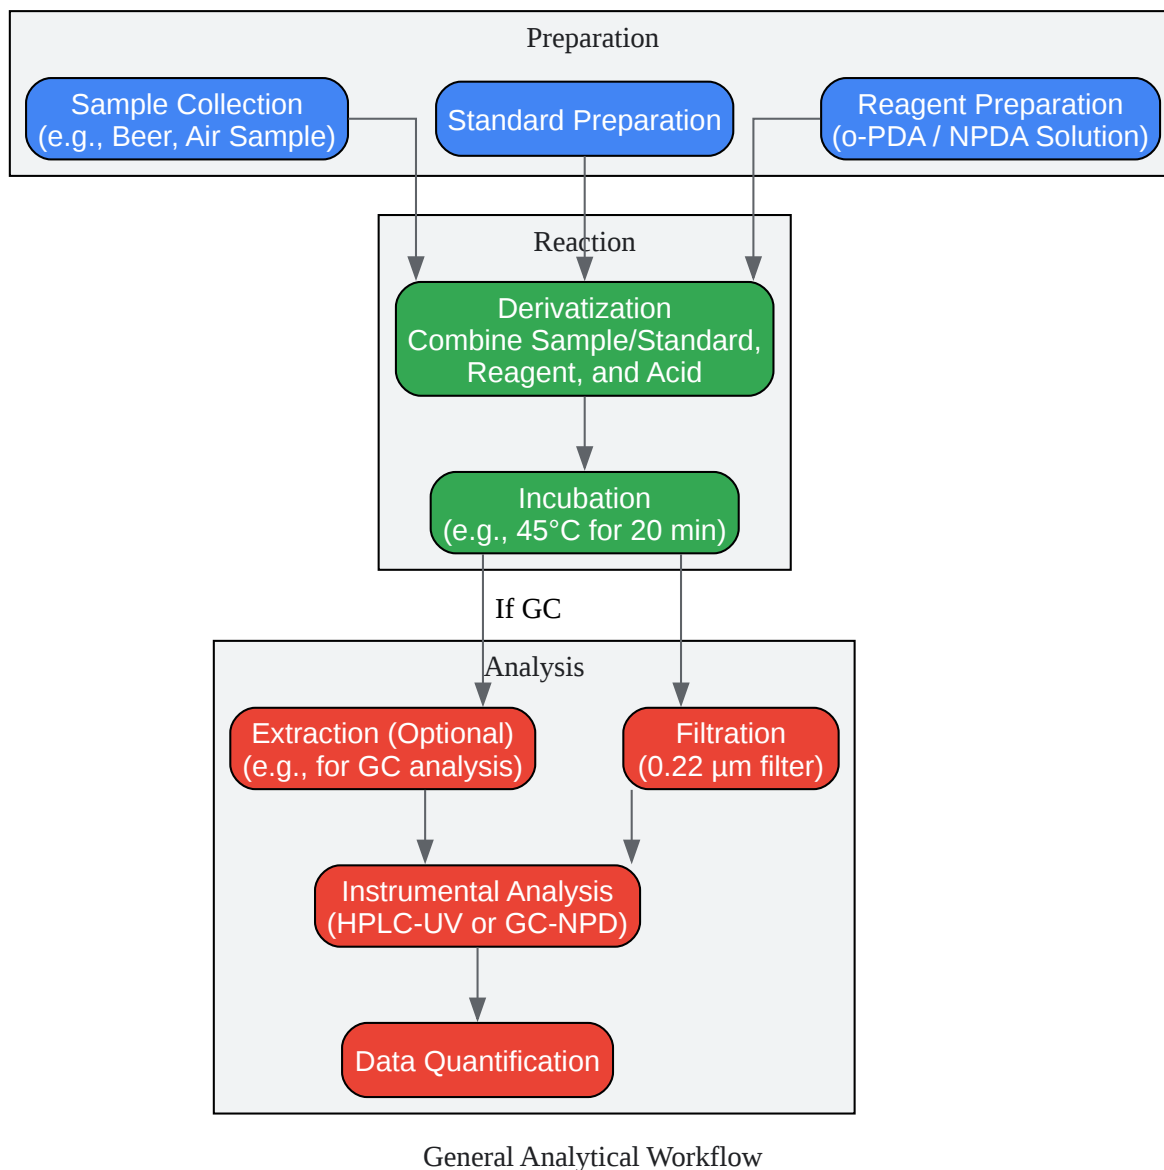 Preparation
Sample Collection
(e.g., Beer, Air Sample)
Standard Preparation
Reagent Preparation
(o-PDA / NPDA Solution)
Reaction
Derivatization
Combine Sample/Standard,
Reagent, and Acid
Incubation
(e.g., 45°C for 20 min)
If GC
Analysis
Extraction (Optional)
(e.g., for GC analysis)
Filtration
(0.22 µm filter)
Instrumental Analysis
(HPLC-UV or GC-NPD)
Data Quantification
General Analytical Workflow